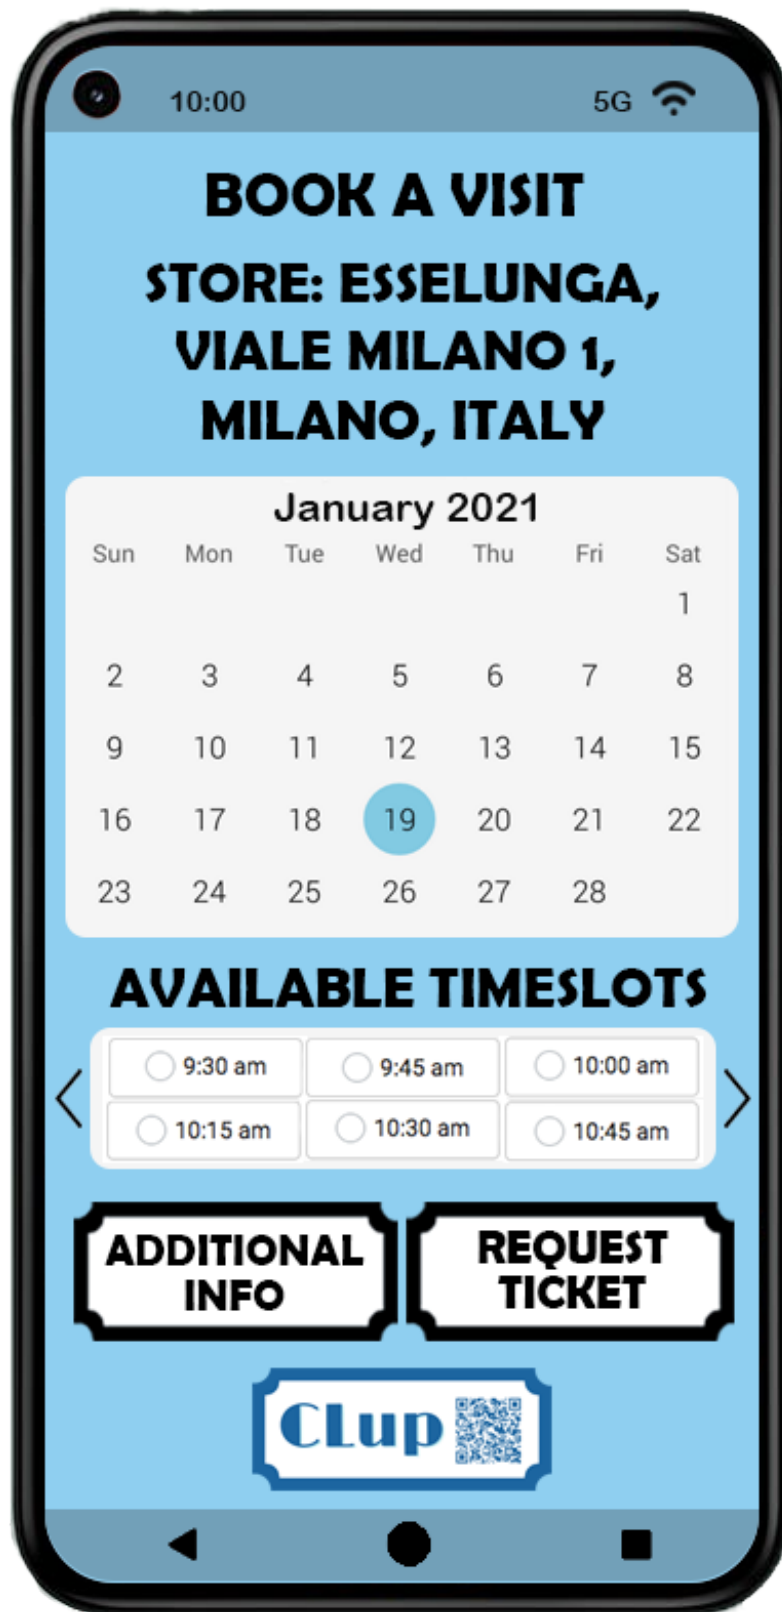 10:00 5G
BOOK A VISIT
STORE: ESSELUNGA,
VIALE MILANO 1,
MILANO, ITALY
January 2021
Sun Mon Tue Wed Thu Fri Sat
1
2 3 4 5 6 7 8
9 10 11 12 13 14 15
16 17 18 19 20 21 22
23 24 25 26 27 28
AVAILABLE TIMESLOTS
9:30 am 9:45 am 10:00 am
10:15 am 10:30 am 10:45 am
ADDITIONAL
INFO
REQUEST
TICKET
CLup